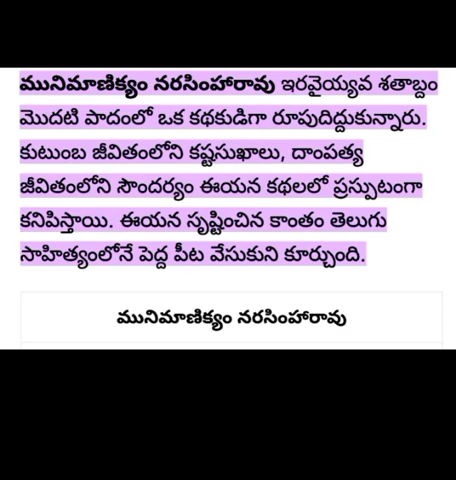 మునిమాణిక్యం నరసింహారావు ఇరవైయ్యవ శతాబ్దం
మొదటి పాదంలో ఒక కథకుడిగా రూపుదిద్దుకున్నారు.
కుటుంబ జీవితంలోని కష్టసుఖాలు, దాంపత్య
జీవితంలోని సౌందర్యం ఈయన కథలలో ప్రస్పుటంగా
కనిపిస్తాయి. ఈయన సృష్టించిన కాంతం తెలుగు
సాహిత్యంలోనే పెద్ద పీట వేసుకుని కూర్చుంది.
మునిమాణిక్యం నరసింహారావు